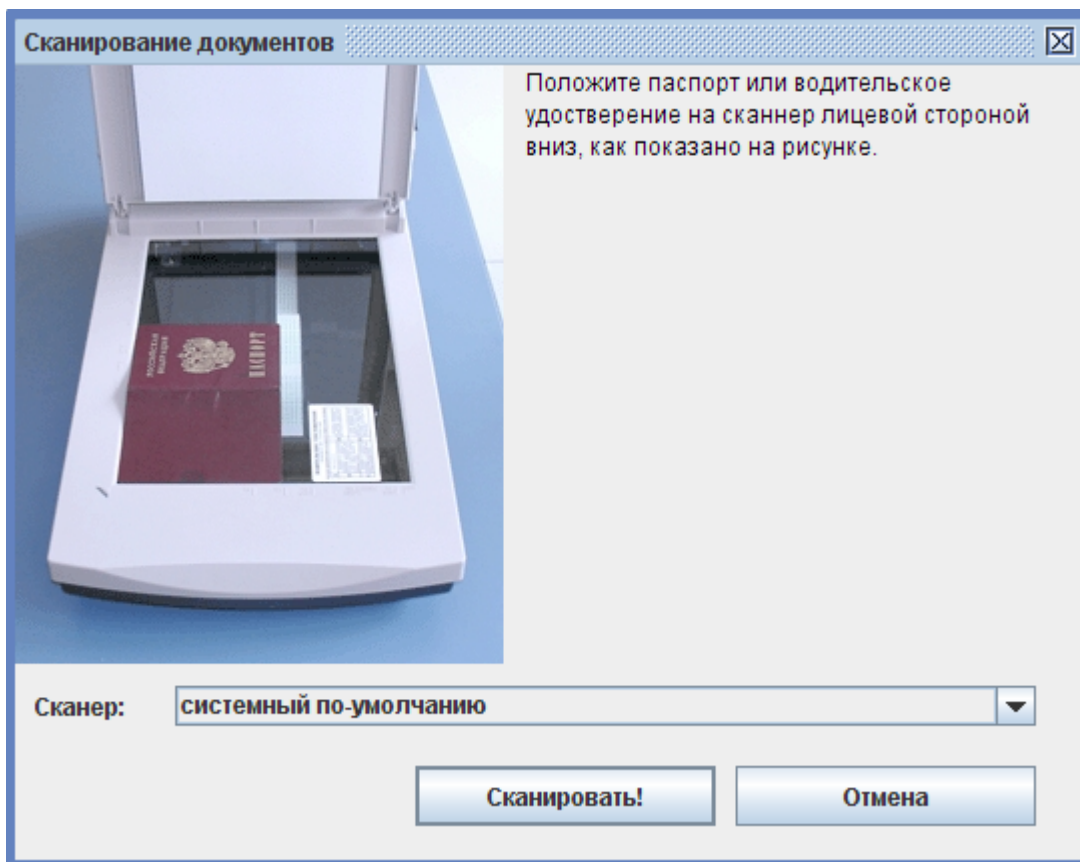 Сканирование документов
Положите паспорт или водительское
удостверение на сканнер лицевой стороной
вниз, как показано на рисунке.
ПАСПОРТ
Сканер:
системный по-умолчанию
Сканировать!
Отмена